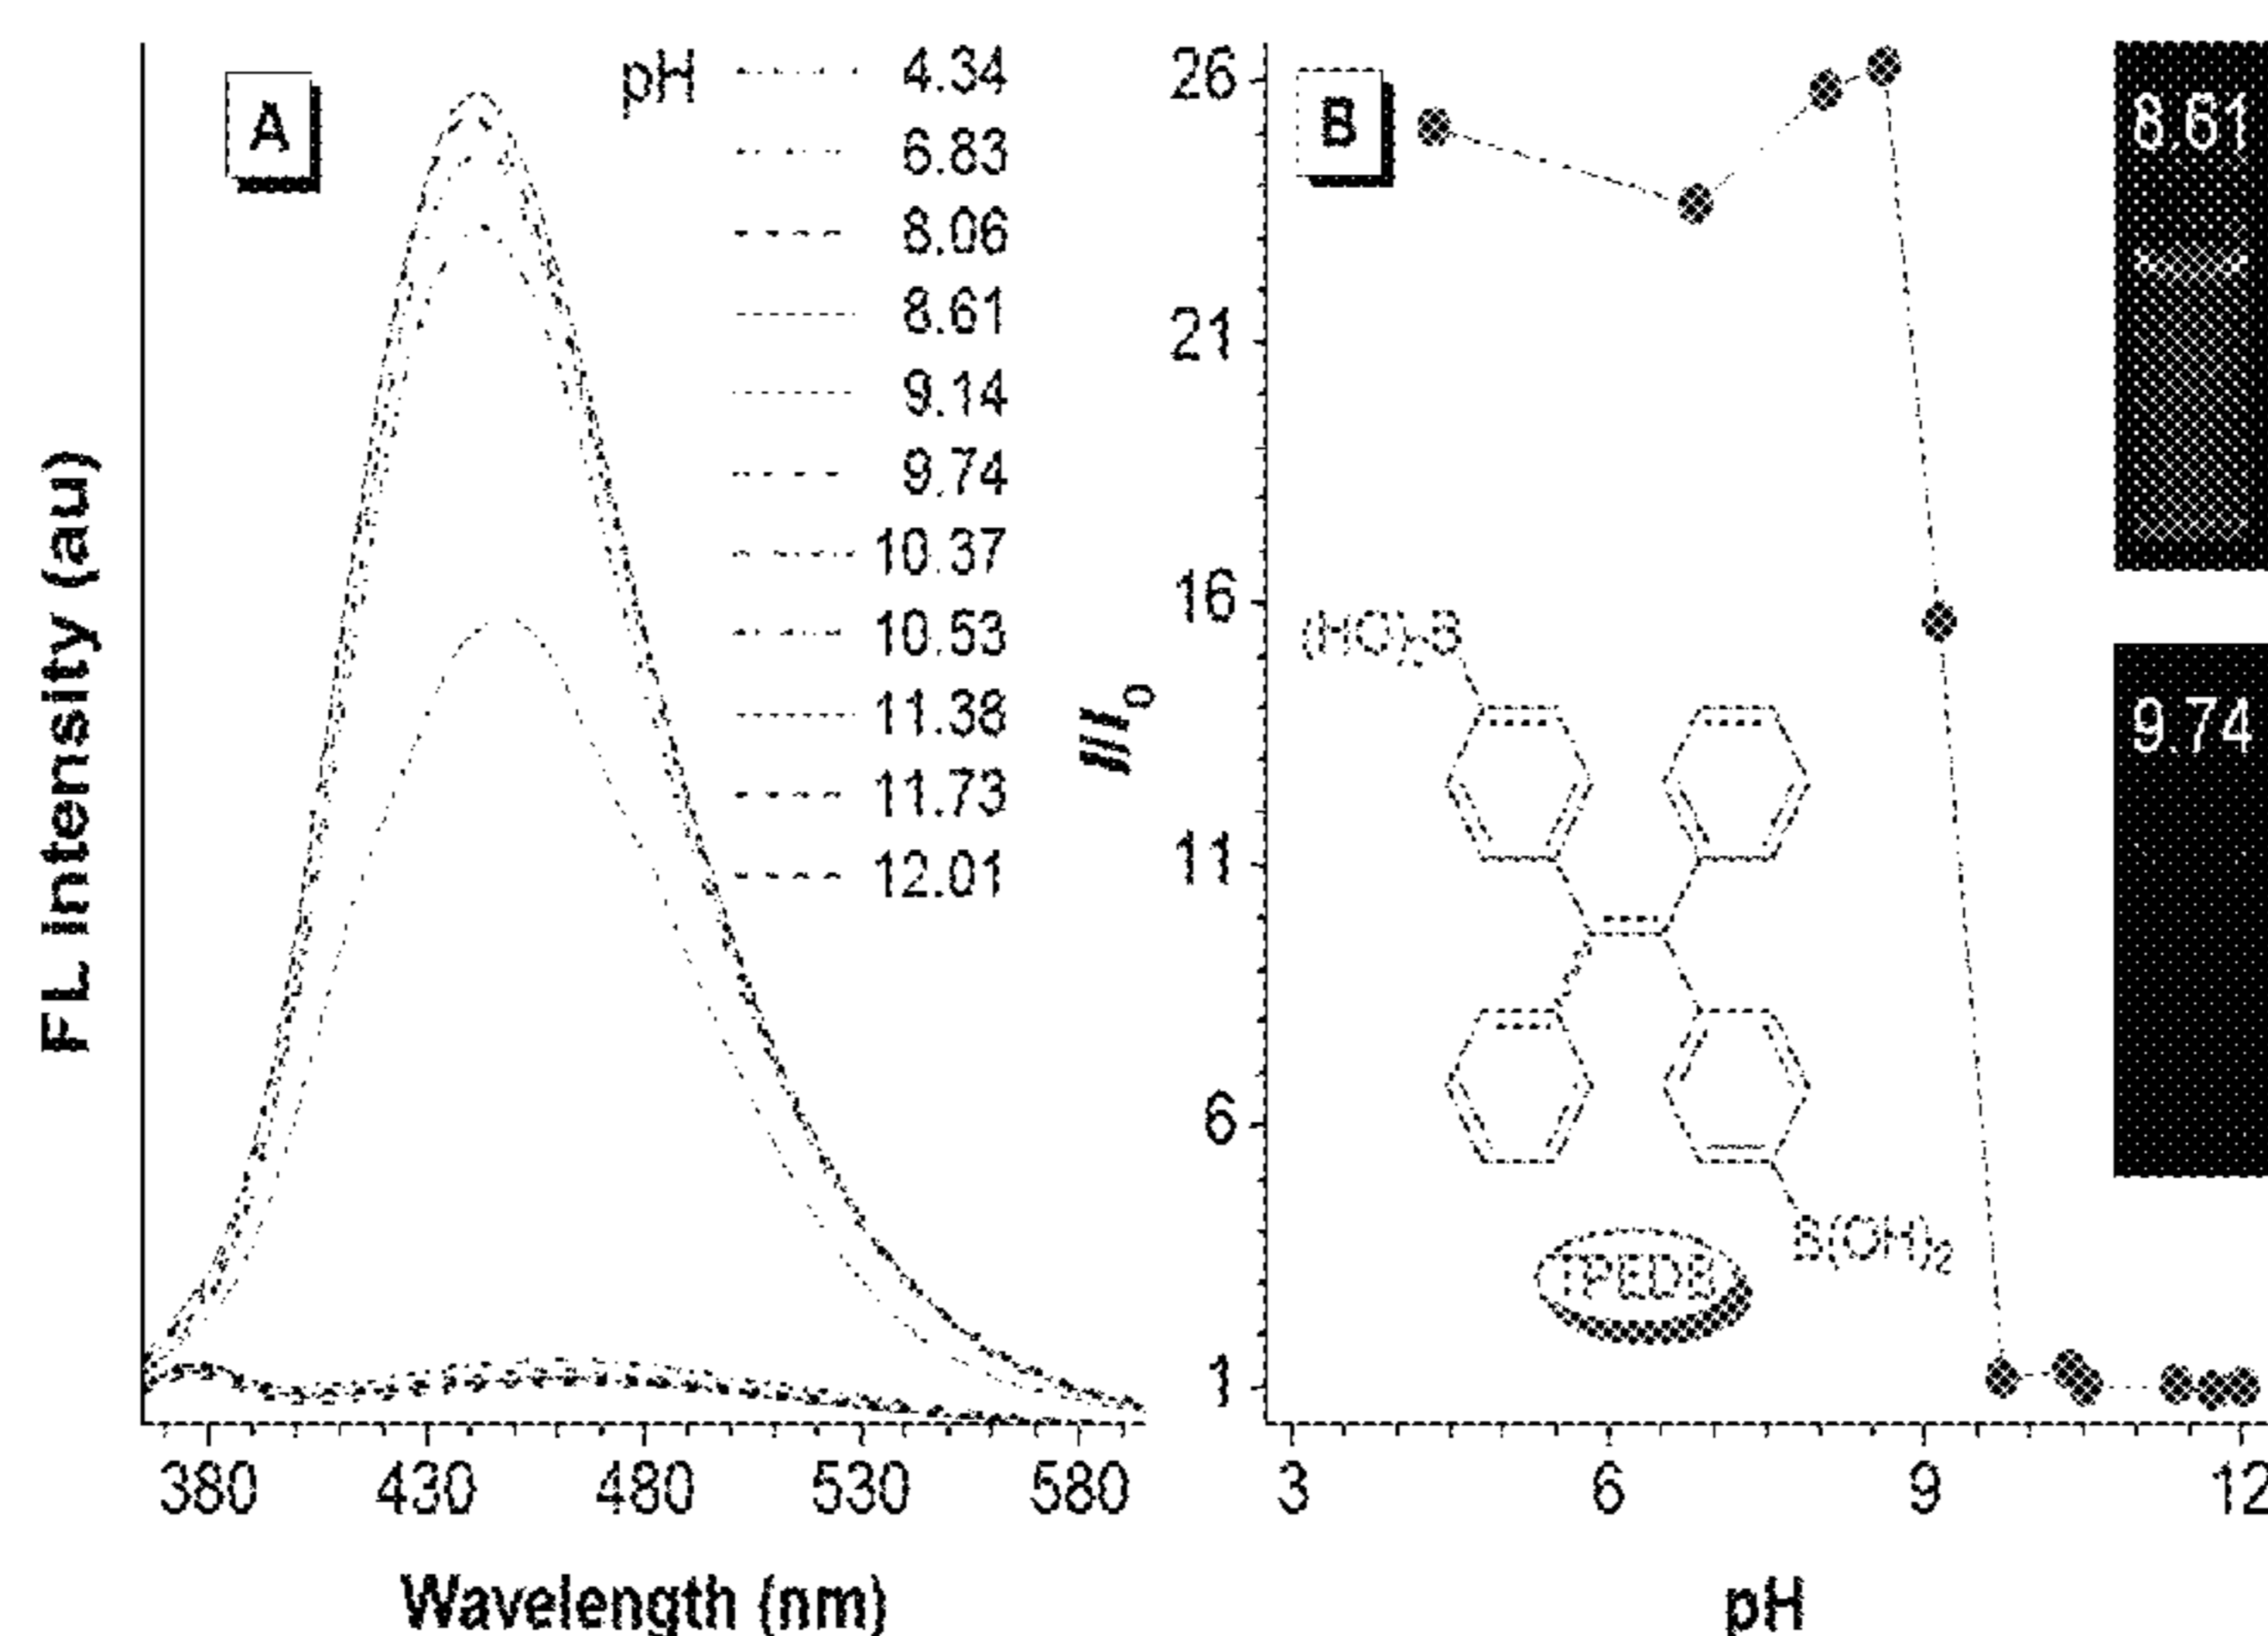 A
pH
4.34
6.83
8.06
8.61
9.14
9.74
10.37
10.53
11.38
11.73
12.01
FL intensity (au)
380 430 480 530 580
Wavelength (nm)
B
26
21
16
11
6
1
I/I0
(HO)2B
B(OH)2
TPEDB
8.61
9.74
3 6 9 12
pH